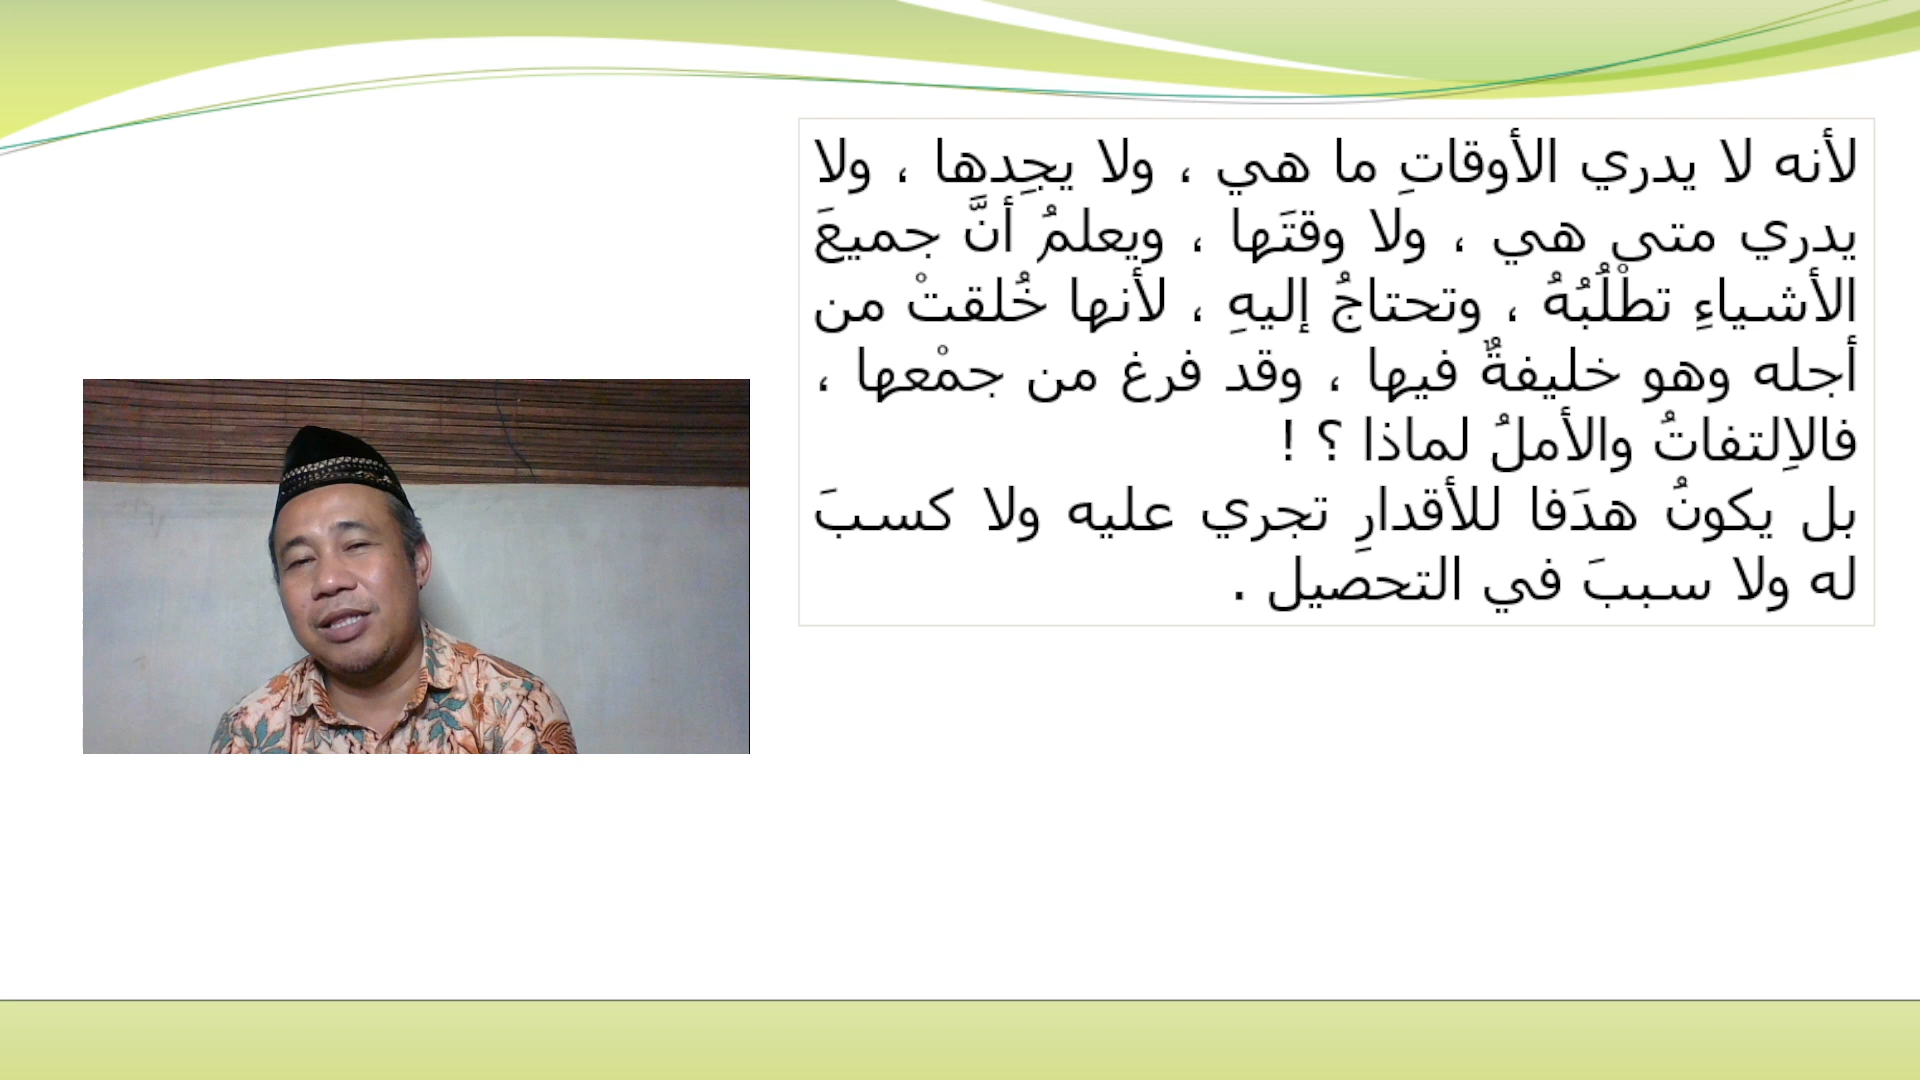 لأنه لا يدري الأوقاتِ ما هي ، ولا يجِدها ، ولا
يدري متى هي ، ولا وقتَها ، ويعلمُ أنَّ جميعَ
الأشياءِ تطْلُبُهُ ، وتحتاجُ إليهِ ، لأنها خُلقتْ من
أجله وهو خليفةٌ فيها ، وقد فرغ من جمْعها ،
فالاِلتفاتُ والأملُ لماذا ؟ !
بل يكونُ هدَفا للأقدارِ تجري عليه ولا كسبَ
له ولا سببَ في التحصيل .